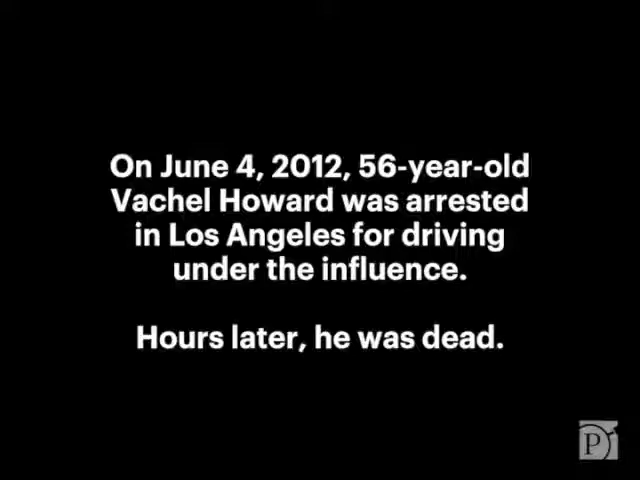 On June 4, 2012, 56-year-old
Vachel Howard was arrested
in Los Angeles for driving
under the influence.
Hours later, he was dead.
P